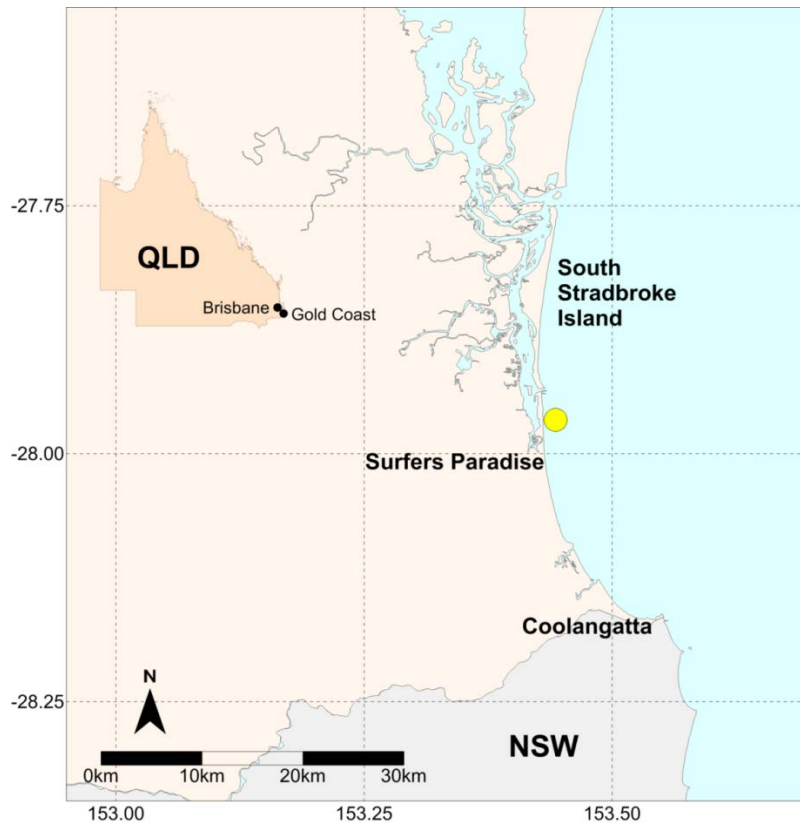 -27.75
QLD
South
Stradbroke
Island
Brisbane
Gold Coast
-28.00
Surfers Paradise
Coolangatta
N
-28.25
NSW
0km 10km 20km 30km
153.00 153.25 153.50